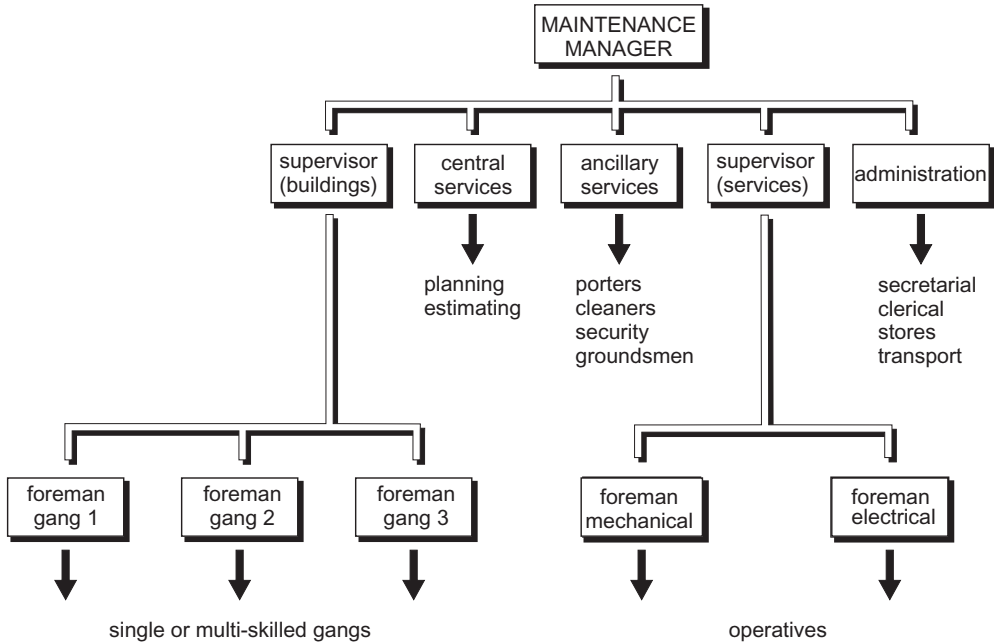 MAINTENANCE
MANAGER
supervisor
(buildings)
central
services
ancillary
services
supervisor
(services)
administration
planning
estimating
porters
cleaners
security
groundsmen
secretarial
clerical
stores
transport
foreman
gang 1
foreman
gang 2
foreman
gang 3
foreman
mechanical
foreman
electrical
single or multi-skilled gangs
operatives